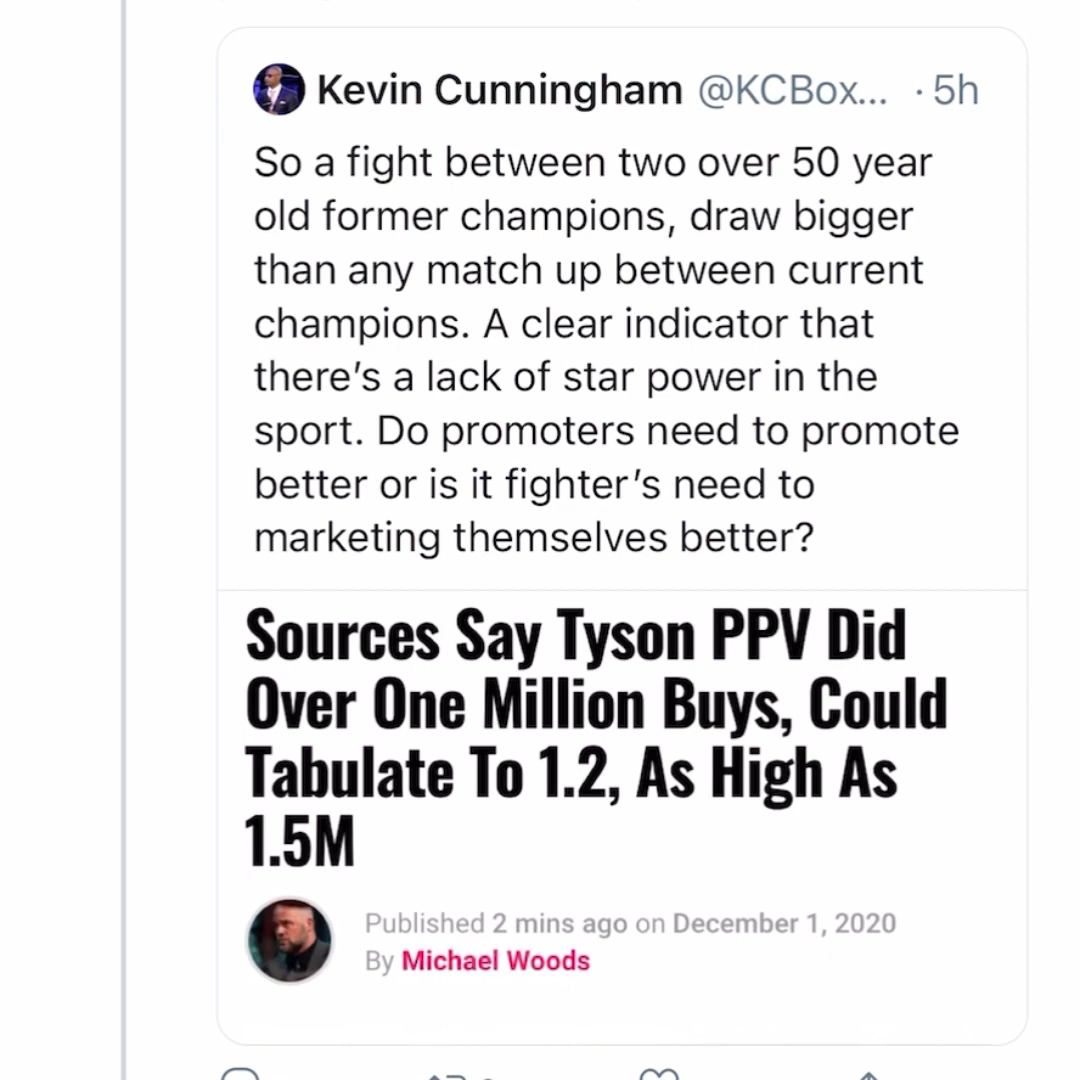 Kevin Cunningham @KCBox... · 5h
So a fight between two over 50 year
old former champions, draw bigger
than any match up between current
champions. A clear indicator that
there's a lack of star power in the
sport. Do promoters need to promote
better or is it fighter's need to
marketing themselves better?
Sources Say Tyson PPV Did
Over One Million Buys, Could
Tabulate To 1.2, As High As
1.5M
Published 2 mins ago on December 1, 2020
By Michael Woods